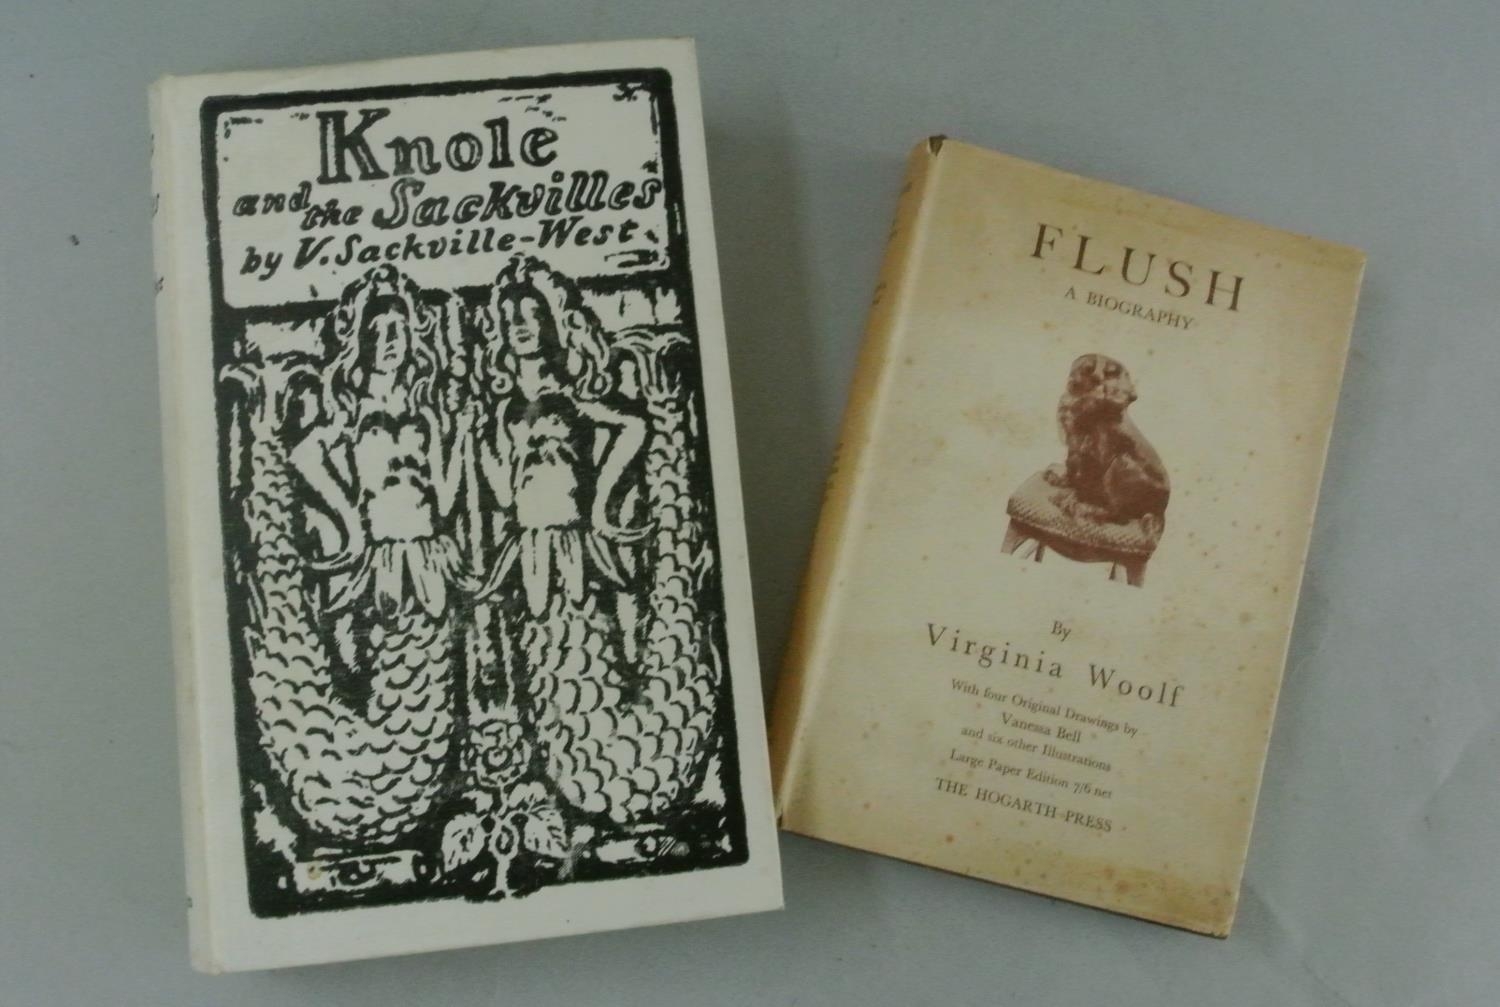 Knole
and the Sackvilles
by V. Sackville-West
FLUSH
A BIOGRAPHY
By
Virginia Woolf
With four Original Drawings by
Vanessa Bell
and six other Illustrations
Large Paper Edition 7/6 net
THE HOGARTH PRESS